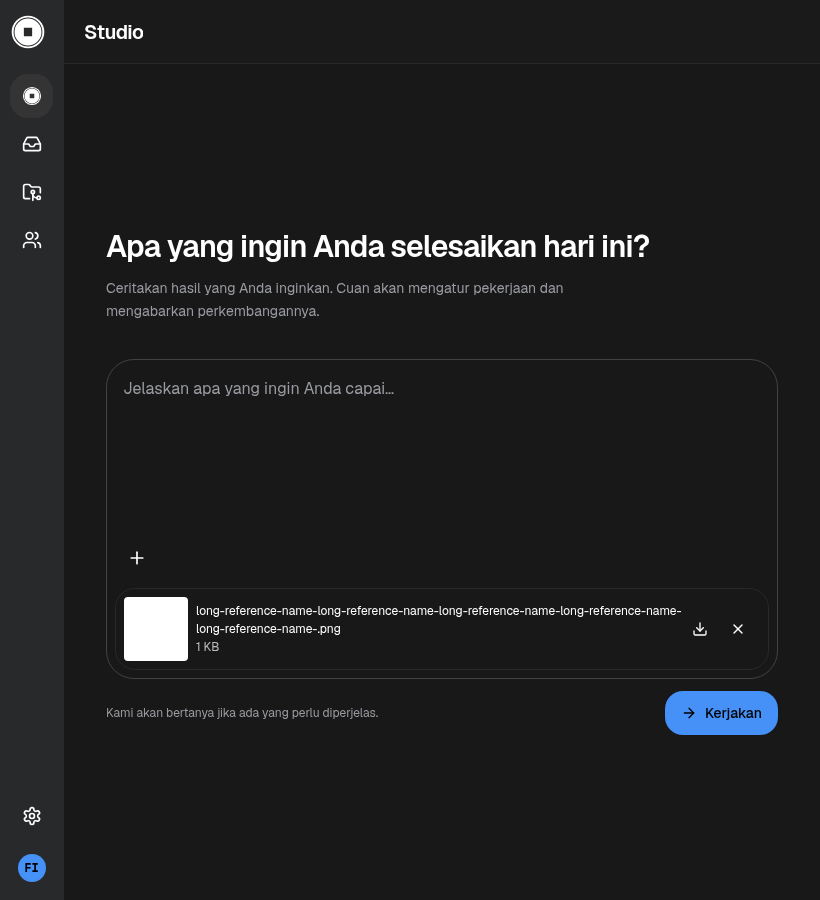 Studio
Apa yang ingin Anda selesaikan hari ini?
Ceritakan hasil yang Anda inginkan. Cuan akan mengatur pekerjaan dan
mengabarkan perkembangannya.
Jelaskan apa yang ingin Anda capai...
long-reference-name-long-reference-name-long-reference-name-long-reference-name-
long-reference-name-.png
1 KB
Kami akan bertanya jika ada yang perlu diperjelas.
Kerjakan
FI